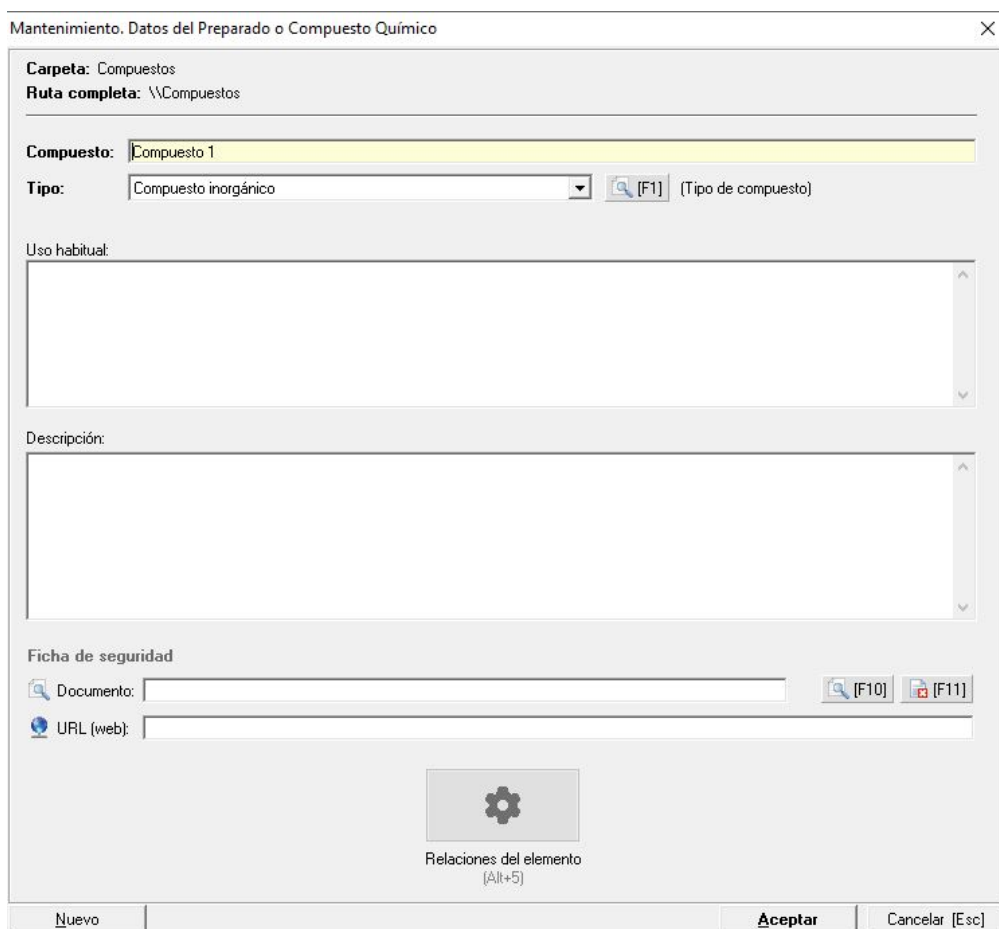 Mantenimiento. Datos del Preparado o Compuesto Químico
Carpeta: Compuestos
Ruta completa: \\Compuestos
Compuesto: Compuesto 1
Tipo: Compuesto inorgánico [F1] (Tipo de compuesto)
Uso habitual:
Descripción:
Ficha de seguridad
Documento: [F10] [F11]
URL (web):
Relaciones del elemento
(Alt+5)
Nuevo Aceptar Cancelar [Esc]